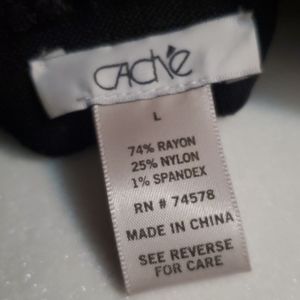 CAChé
L
74% RAYON
25% NYLON
1% SPANDEX
RN # 74578
MADE IN CHINA
SEE REVERSE
FOR CARE